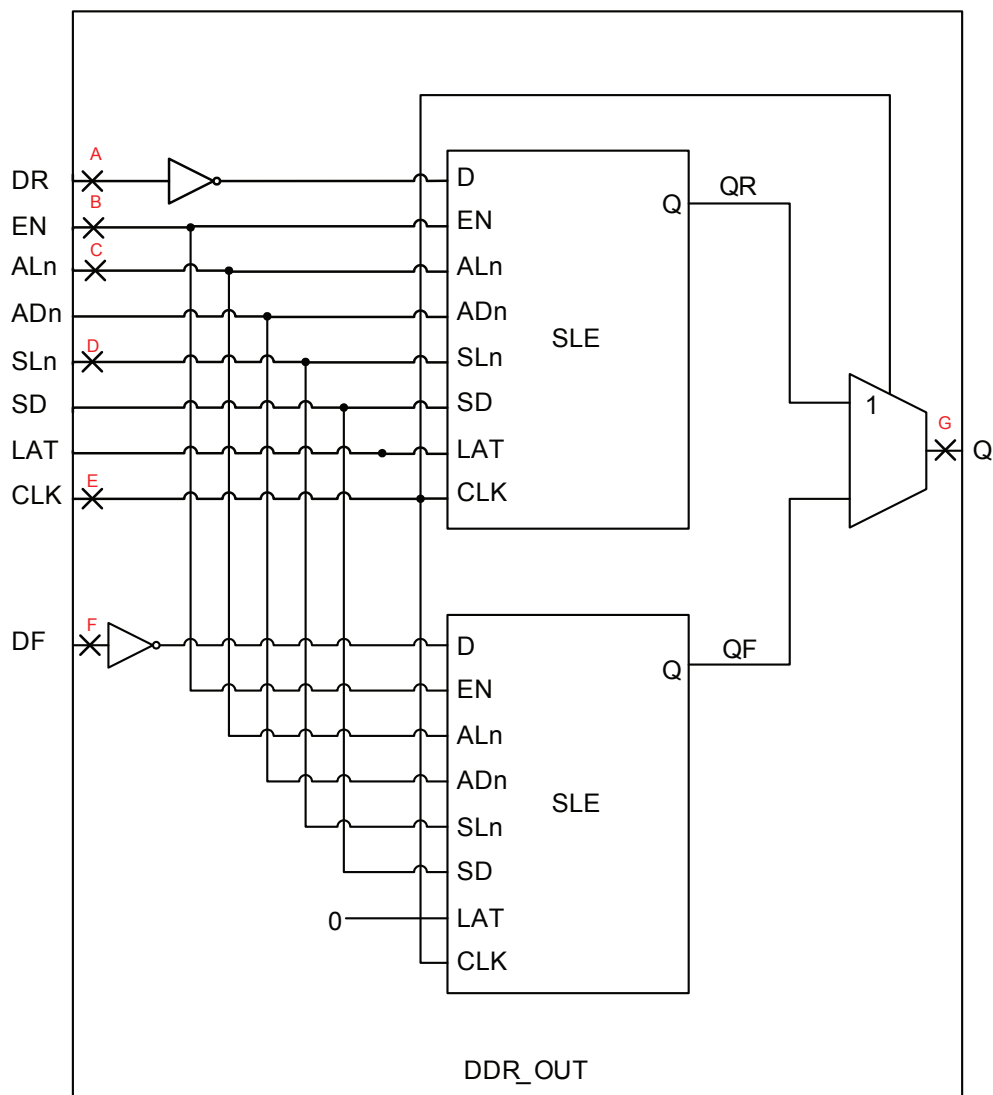 A
DR
D
QR
Q
B
EN
EN
C
ALn
ALn
ADn
ADn
SLE
D
SLn
SLn
SD
SD
1
LAT
LAT
G
Q
E
CLK
CLK
F
DF
D
QF
Q
EN
ALn
ADn
SLE
SLn
SD
0
LAT
CLK
DDR_OUT